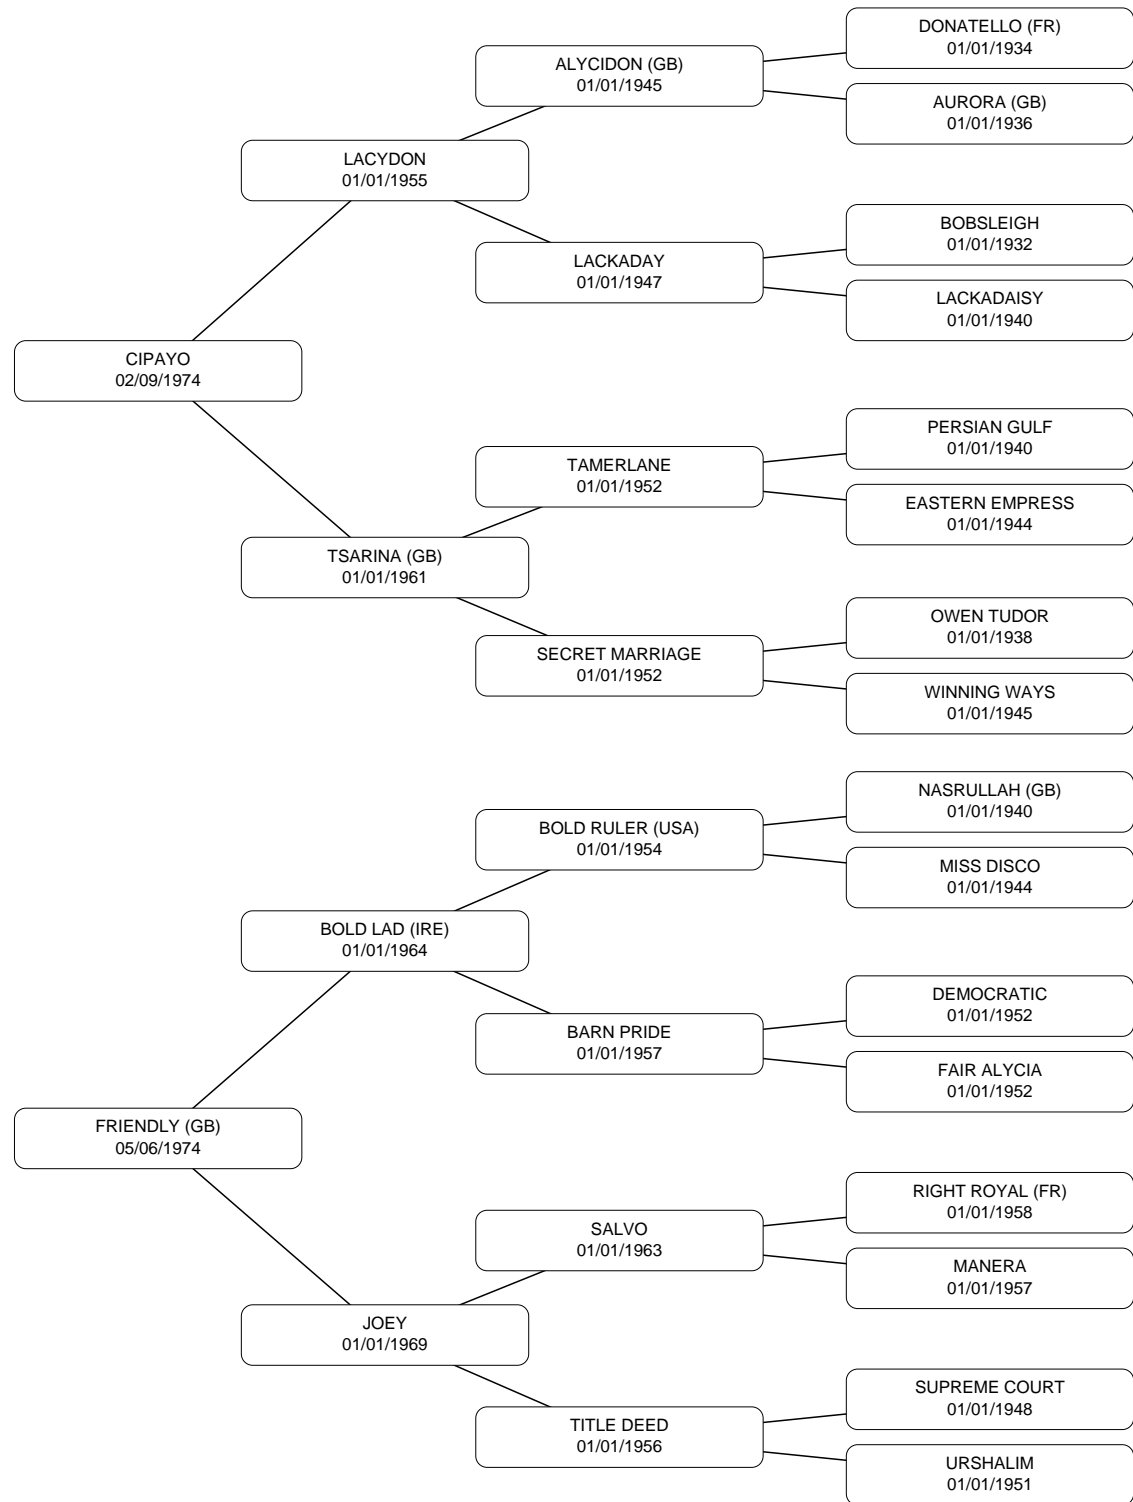 DONATELLO (FR)
01/01/1934
ALYCIDON (GB)
01/01/1945
AURORA (GB)
01/01/1936
LACYDON
01/01/1955
BOBSLEIGH
01/01/1932
LACKADAY
01/01/1947
LACKADAISY
01/01/1940
CIPAYO
02/09/1974
PERSIAN GULF
01/01/1940
TAMERLANE
01/01/1952
EASTERN EMPRESS
01/01/1944
TSARINA (GB)
01/01/1961
OWEN TUDOR
01/01/1938
SECRET MARRIAGE
01/01/1952
WINNING WAYS
01/01/1945
NASRULLAH (GB)
01/01/1940
BOLD RULER (USA)
01/01/1954
MISS DISCO
01/01/1944
BOLD LAD (IRE)
01/01/1964
DEMOCRATIC
01/01/1952
BARN PRIDE
01/01/1957
FAIR ALYCIA
01/01/1952
FRIENDLY (GB)
05/06/1974
RIGHT ROYAL (FR)
01/01/1958
SALVO
01/01/1963
MANERA
01/01/1957
JOEY
01/01/1969
SUPREME COURT
01/01/1948
TITLE DEED
01/01/1956
URSHALIM
01/01/1951